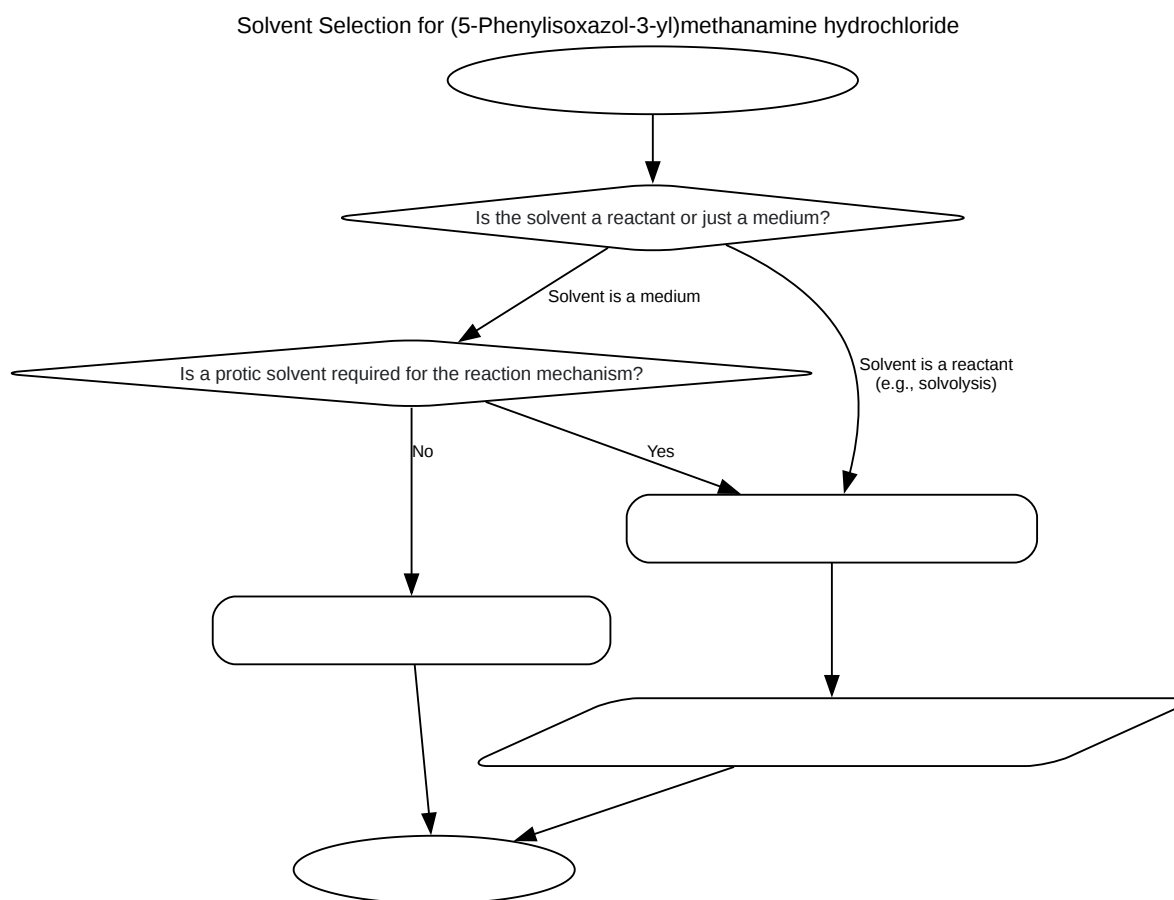 Solvent Selection for (5-Phenylisoxazol-3-yl)methanamine hydrochloride
Is the solvent a reactant or just a medium?
Solvent is a medium
Solvent is a reactant
(e.g., solvolysis)
Is a protic solvent required for the reaction mechanism?
No
Yes